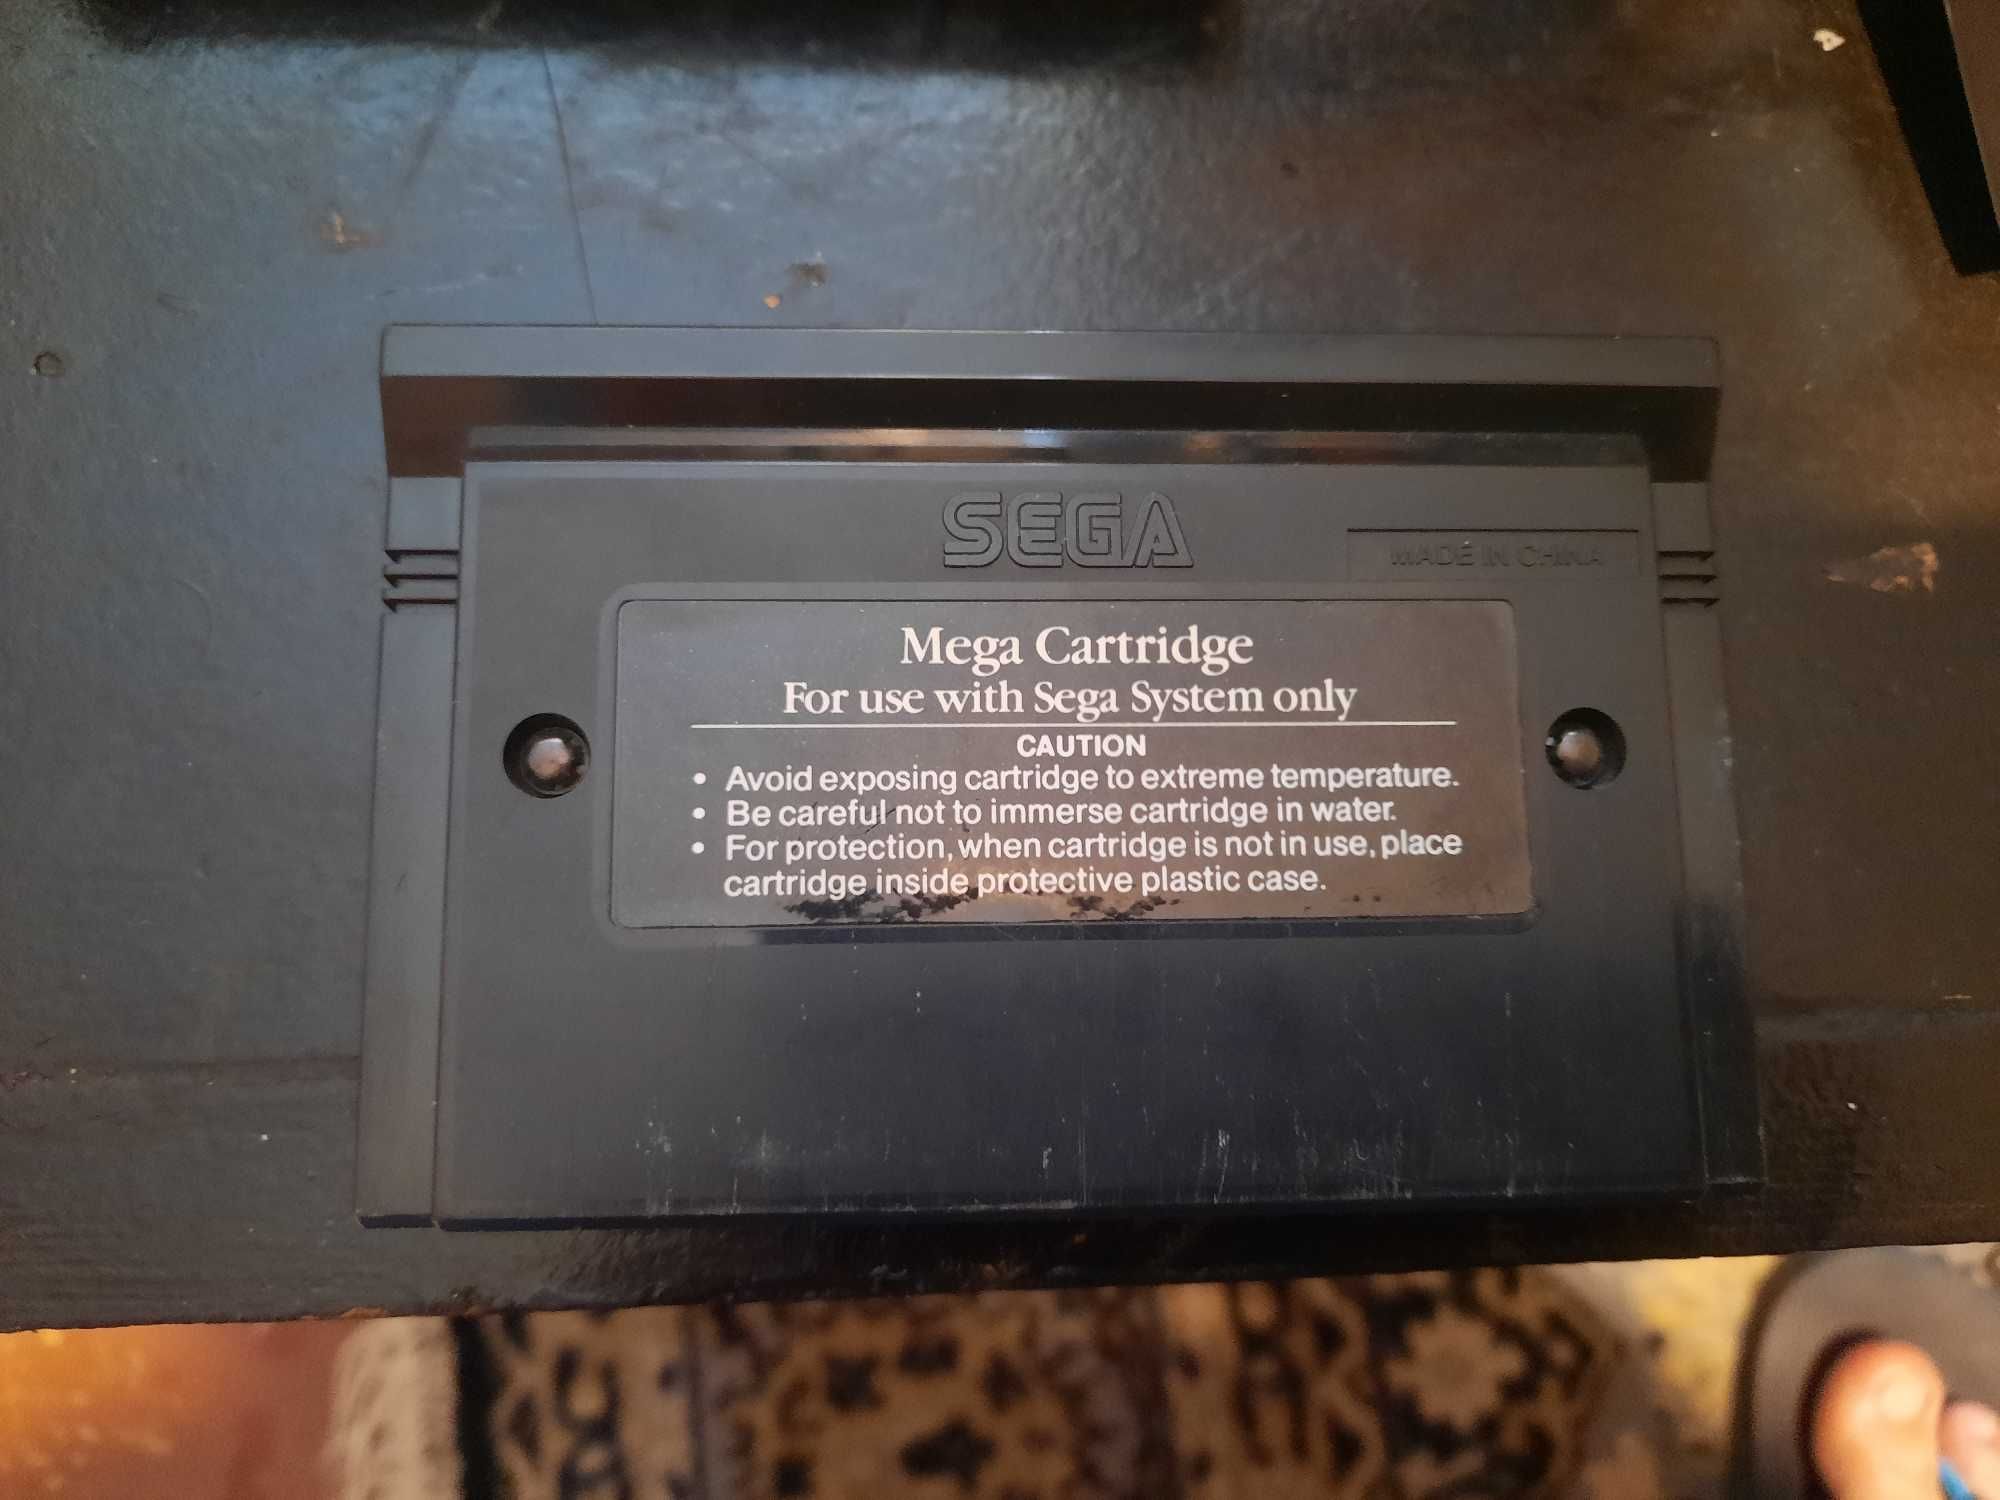 SEGA
MADE IN CHINA
Mega Cartridge
For use with Sega System only
CAUTION
• Avoid exposing cartridge to extreme temperature.
• Be careful not to immerse cartridge in water.
• For protection, when cartridge is not in use, place
cartridge inside protective plastic case.